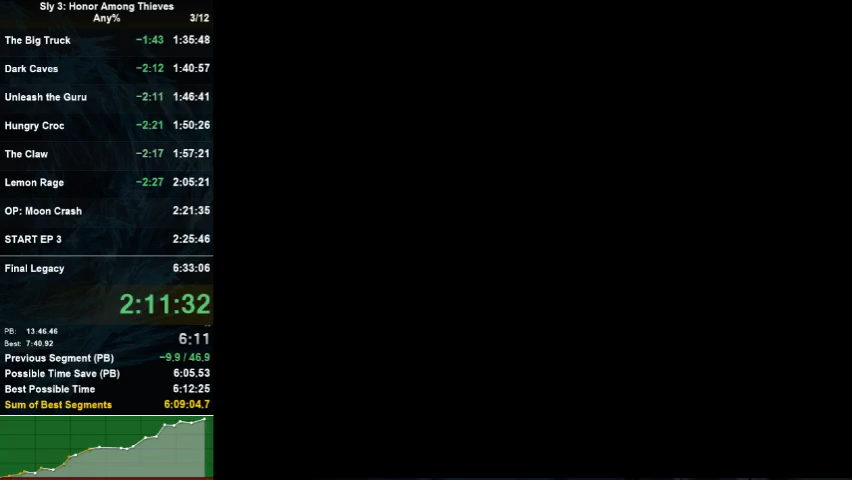 Sly 3: Honor Among Thieves
Any% 3/12
The Big Truck −1:43 1:35:48
Dark Caves −2:12 1:40:57
Unleash the Guru −2:11 1:46:41
Hungry Croc −2:21 1:50:26
The Claw −2:17 1:57:21
Lemon Rage −2:27 2:05:21
OP: Moon Crash 2:21:35
START EP 3 2:25:46
Final Legacy 6:33:06
2:11:32
PB: 13:46.46
Best: 7:40.92 6:11
Previous Segment (PB) −9.9 / 46.9
Possible Time Save (PB) 6:05.53
Best Possible Time 6:12:25
Sum of Best Segments 6:09:04.7